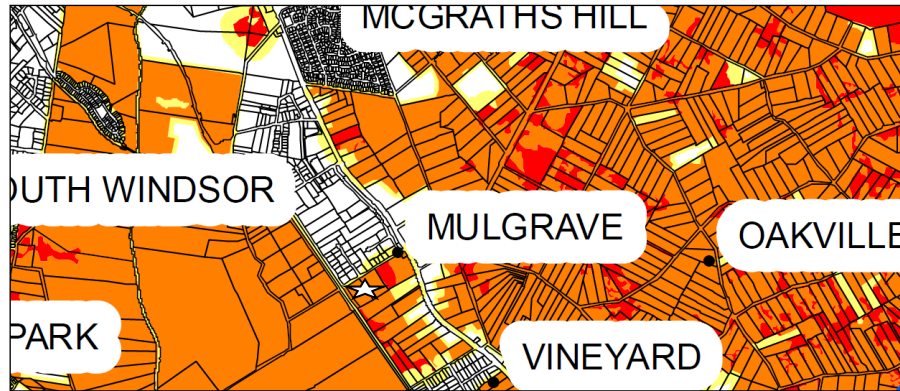 MCGRATHS HILL
OUTH WINDSOR
MULGRAVE
OAKVILLE
PARK
VINEYARD